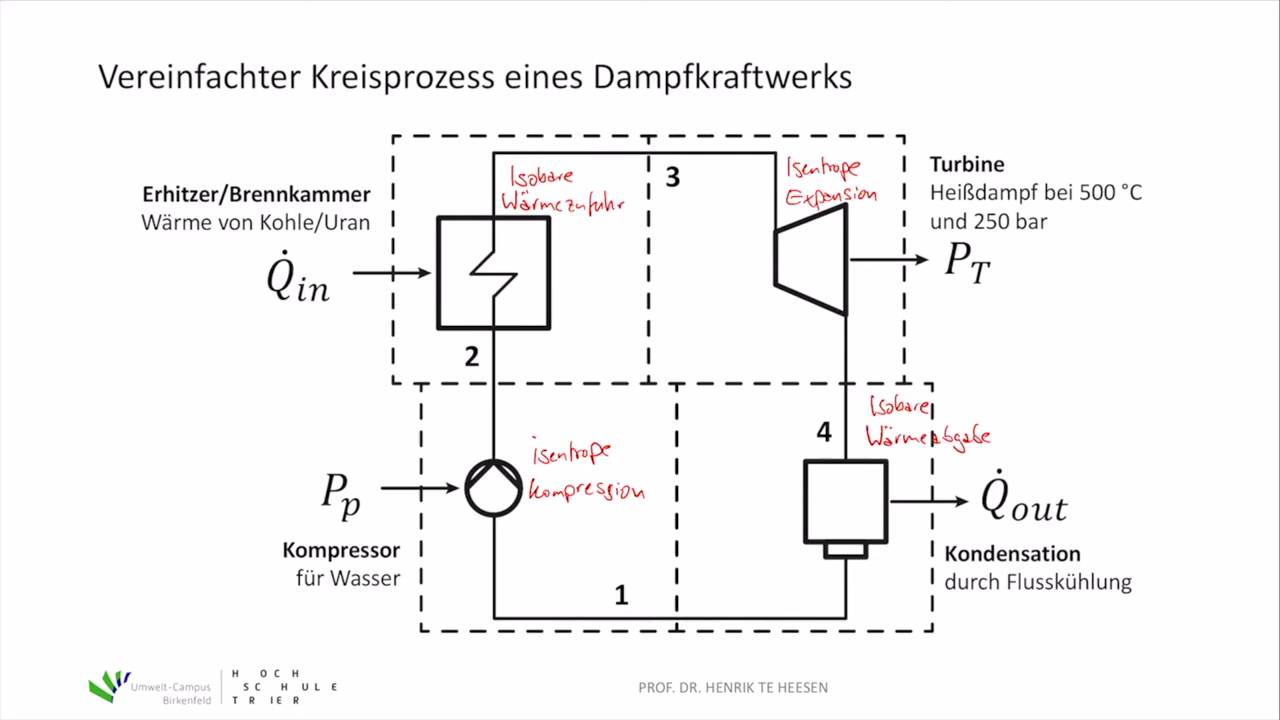 Vereinfachter Kreisprozess eines Dampfkraftwerks
Erhitzer/Brennkammer
Wärme von Kohle/Uran
Q̇in
Isobare
Wärmezufuhr
3
Isentrope
Expansion
Turbine
Heißdampf bei 500 °C
und 250 bar
PT
2
Pp
Kompressor
für Wasser
isentrope
kompression
4
Isobare
Wärmeabgabe
Q̇out
Kondensation
durch Flusskühlung
1
Umwelt-Campus
Birkenfeld
HOCH
SCHULE
TRIER
PROF. DR. HENRIK TE HEESEN